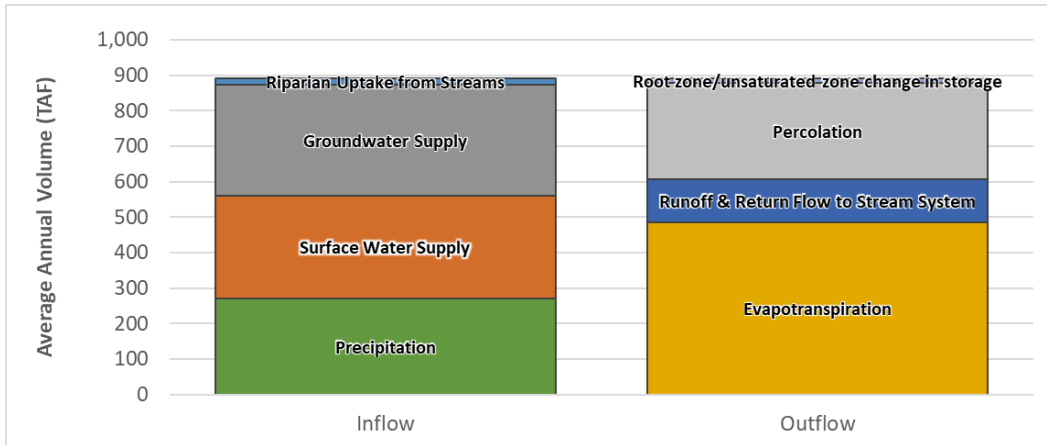 1,000
900
800
700
600
500
400
300
200
100
0
Average Annual Volume (TAF)
Riparian Uptake from Streams
Groundwater Supply
Surface Water Supply
Precipitation
Root zone/unsaturated zone change in storage
Percolation
Runoff & Return Flow to Stream System
Evapotranspiration
Inflow
Outflow